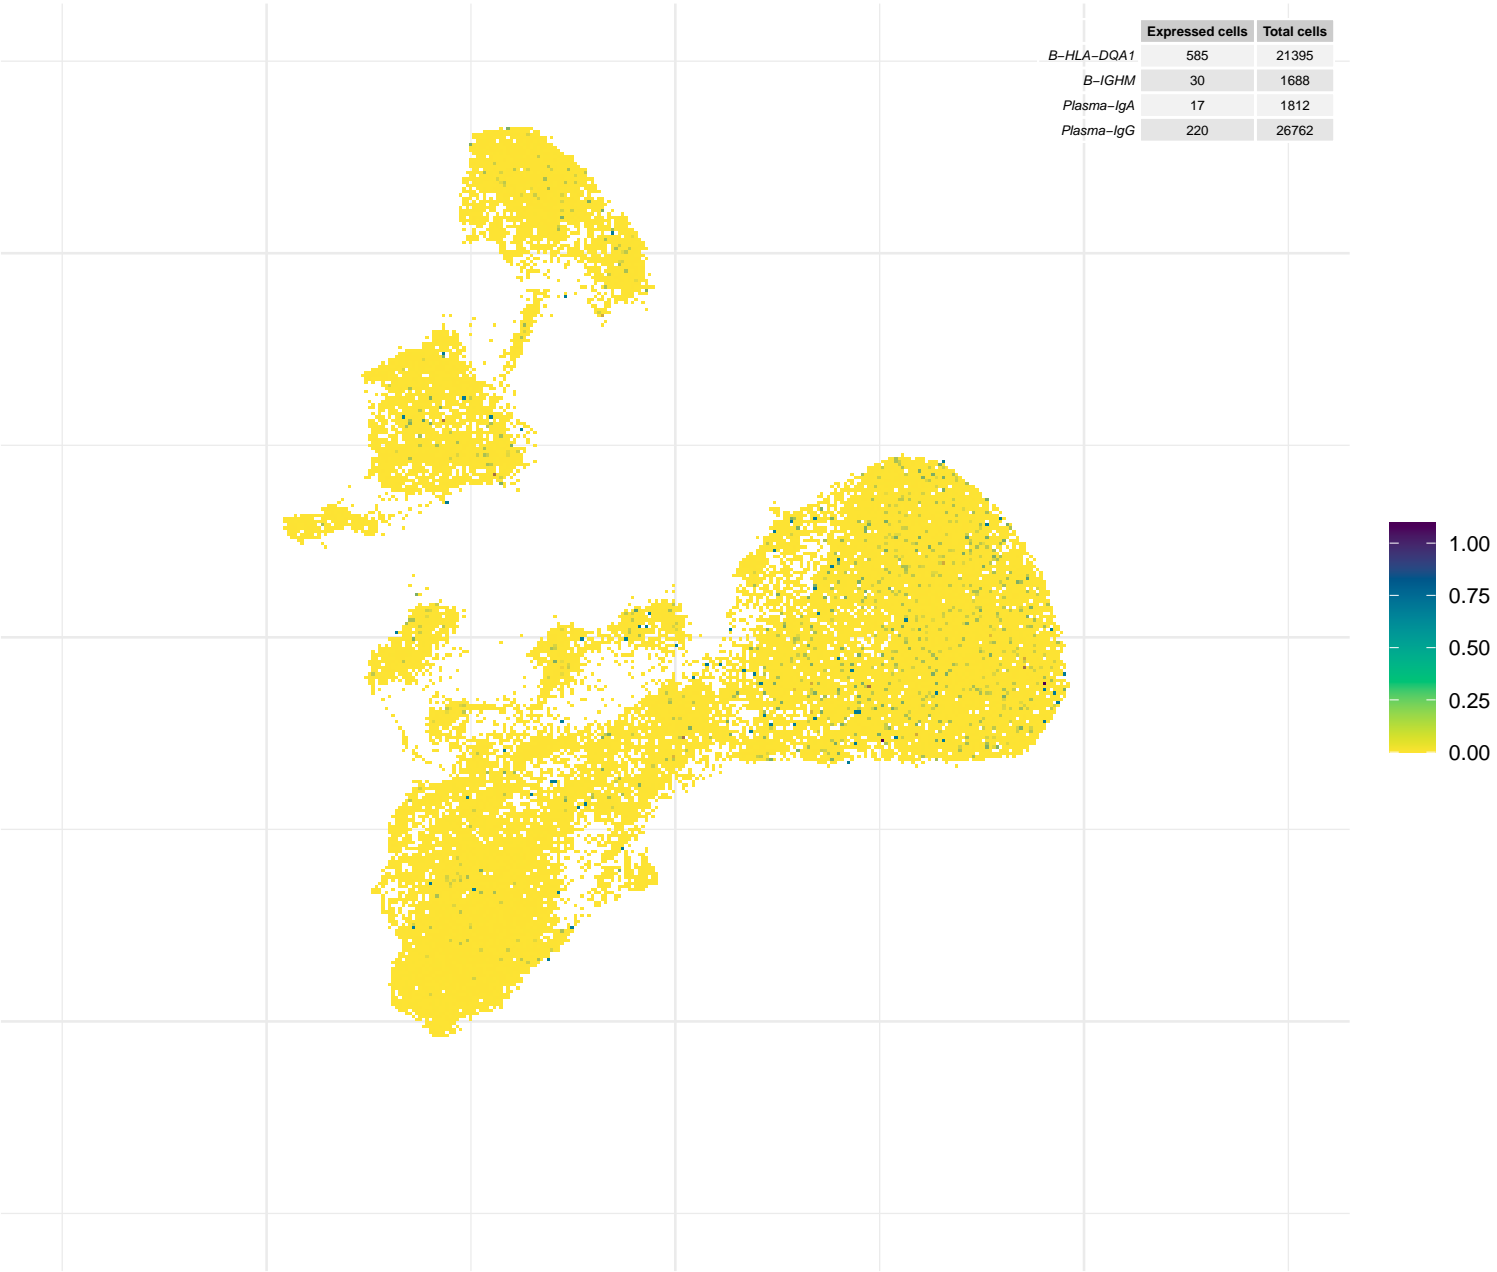 Expressed cells Total cells
B−HLA−DQA1 585 21395
B−IGHM 30 1688
Plasma−IgA 17 1812
Plasma−IgG 220 26762
1.00
0.75
0.50
0.25
0.00